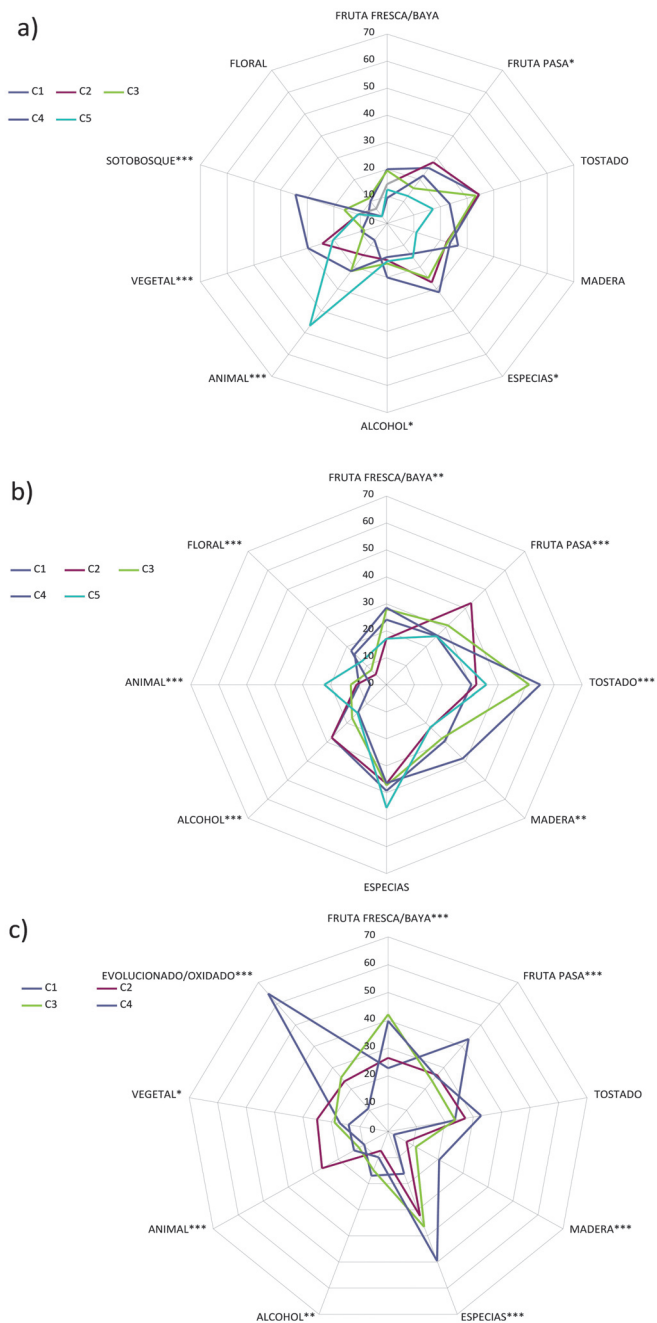 a)
FRUTA FRESCA/BAYA
FLORAL
FRUTA PASA*
C1 C2 C3
C4 C5
SOTOBOSQUE***
TOSTADO
VEGETAL***
MADERA
ANIMAL***
ESPECIAS*
ALCOHOL*
70
60
50
40
30
20
10
0
b)
FRUTA FRESCA/BAYA**
FLORAL***
FRUTA PASA***
C1 C2 C3
C4 C5
ANIMAL***
TOSTADO***
ALCOHOL***
MADERA**
ESPECIAS
70
60
50
40
30
20
10
0
c)
FRUTA FRESCA/BAYA***
EVOLUCIONADO/OXIDADO***
FRUTA PASA***
C1 C2
C3 C4
VEGETAL*
TOSTADO
ANIMAL***
MADERA***
ALCOHOL**
ESPECIAS***
70
60
50
40
30
20
10
0